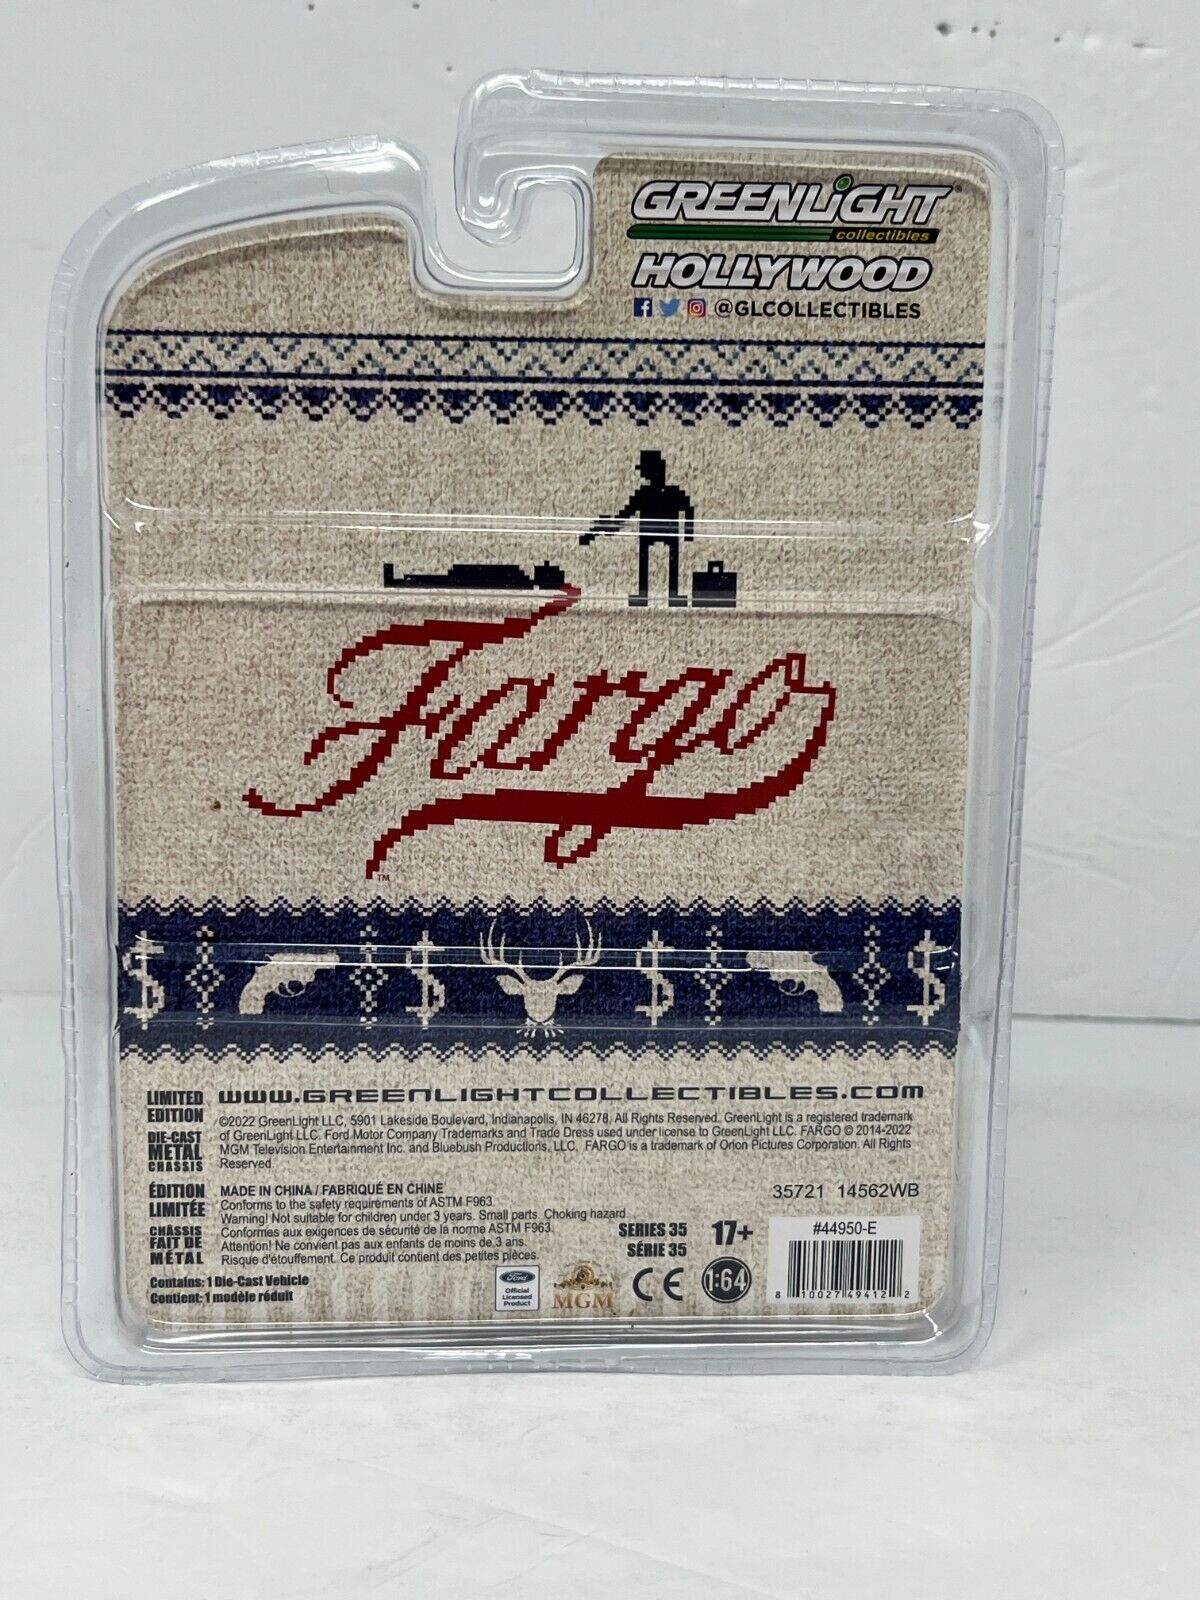 GREENLIGHT®
collectibles
HOLLYWOOD
@GLCOLLECTIBLES
Fargo
TM
$ $ $ $
LIMITED EDITION
DIE-CAST METAL CHASSIS
WWW.GREENLIGHTCOLLECTIBLES.COM
©2022 GreenLight LLC, 5901 Lakeside Boulevard, Indianapolis, IN 46278, All Rights Reserved. GreenLight is a registered trademark
of GreenLight LLC. Ford Motor Company Trademarks and Trade Dress used under license to GreenLight LLC. FARGO © 2014-2022
MGM Television Entertainment Inc. and Bluebush Productions, LLC. FARGO is a trademark of Orion Pictures Corporation. All Rights
Reserved
ÉDITION LIMITÉE
CHÂSSIS FAIT DE MÉTAL
MADE IN CHINA / FABRIQUÉ EN CHINE
Conforms to the safety requirements of ASTM F963.
Warning! Not suitable for children under 3 years. Small parts. Choking hazard.
Conformes aux exigences de sécurité de la norme ASTM F963.
Attention! Ne convient pas aux enfants de moins de 3 ans.
Risque d'étouffement. Ce produit contient des petites pièces.
Contains: 1 Die-Cast Vehicle
Contient: 1 modèle réduit
35721 14562WB
SERIES 35
SÉRIE 35
17+
#44950-E
Ford
Official
Licensed
Product
MGM
CE
1:64
8 10027 49412 2